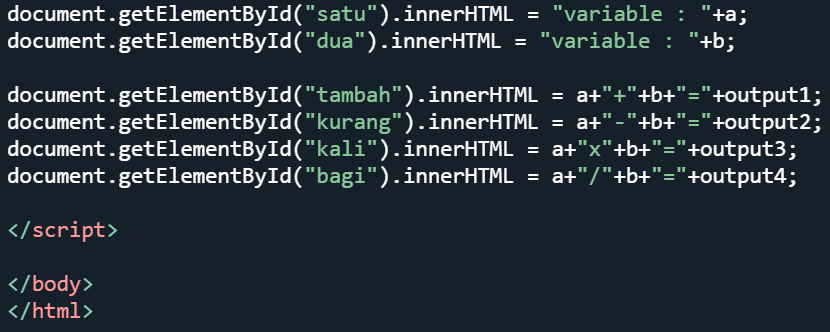 document.getElementById("satu").innerHTML = "variable : "+a;
document.getElementById("dua").innerHTML = "variable : "+b;
document.getElementById("tambah").innerHTML = a+"+"+b+"="+output1;
document.getElementById("kurang").innerHTML = a+"-"+b+"="+output2;
document.getElementById("kali").innerHTML = a+"x"+b+"="+output3;
document.getElementById("bagi").innerHTML = a+"/"+b+"="+output4;
</script>
</body>
</html>